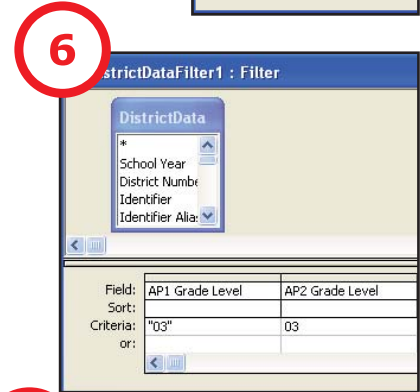 6
strictDataFilter1 : Filter
DistrictData
*
School Year
District Numbe
Identifier
Identifier Alia
Field: AP1 Grade Level AP2 Grade Level
Sort:
Criteria: "03" 03
or: